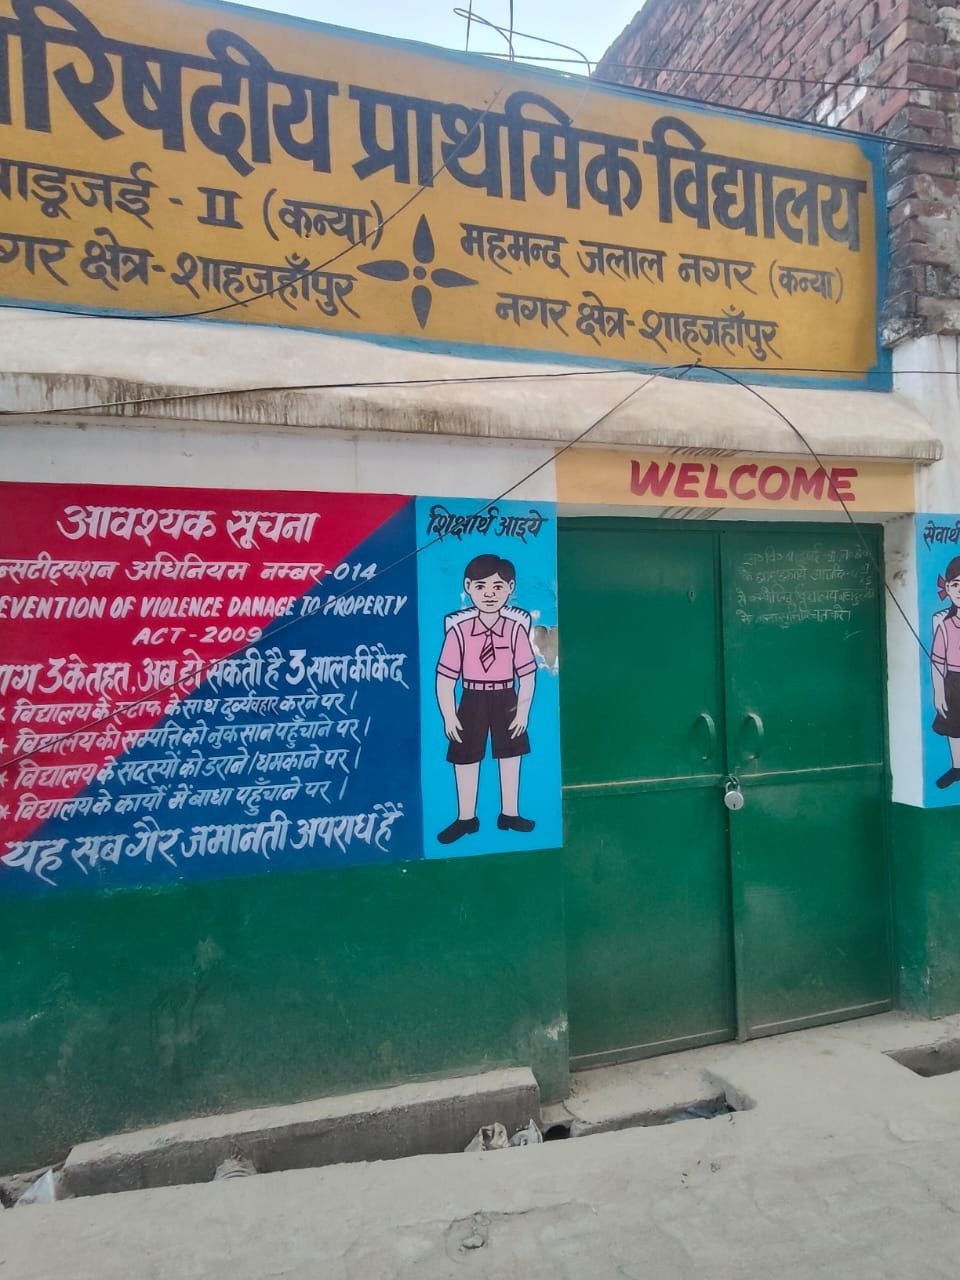 रिषदीय प्राथमिक विद्यालय
ाडूजई - II (कन्या)
गर क्षेत्र-शाहजहाँपुर
महमन्द जलाल नगर (कन्या)
नगर क्षेत्र-शाहजहाँपुर
WELCOME
आवश्यक सूचना
न्सटीट्यशन अधिनियम नम्बर-014
EVENTION OF VIOLENCE DAMAGE TO PROPERTY
ACT-2009
ाग 3 के तहत, अब हो सकती है 3 साल की कैद
* विद्यालय के स्टाफ के साथ दुर्व्यवहार करने पर।
* विद्यालय की सम्पत्ति को नुकसान पहुँचाने पर।
* विद्यालय के सदस्यों को डराने/धमकाने पर।
* विद्यालय के कार्यो में बाधा पहुँचाने पर।
यह सब गैर जमानती अपराध हैं
शिक्षार्थ आइये
सेवार्थ